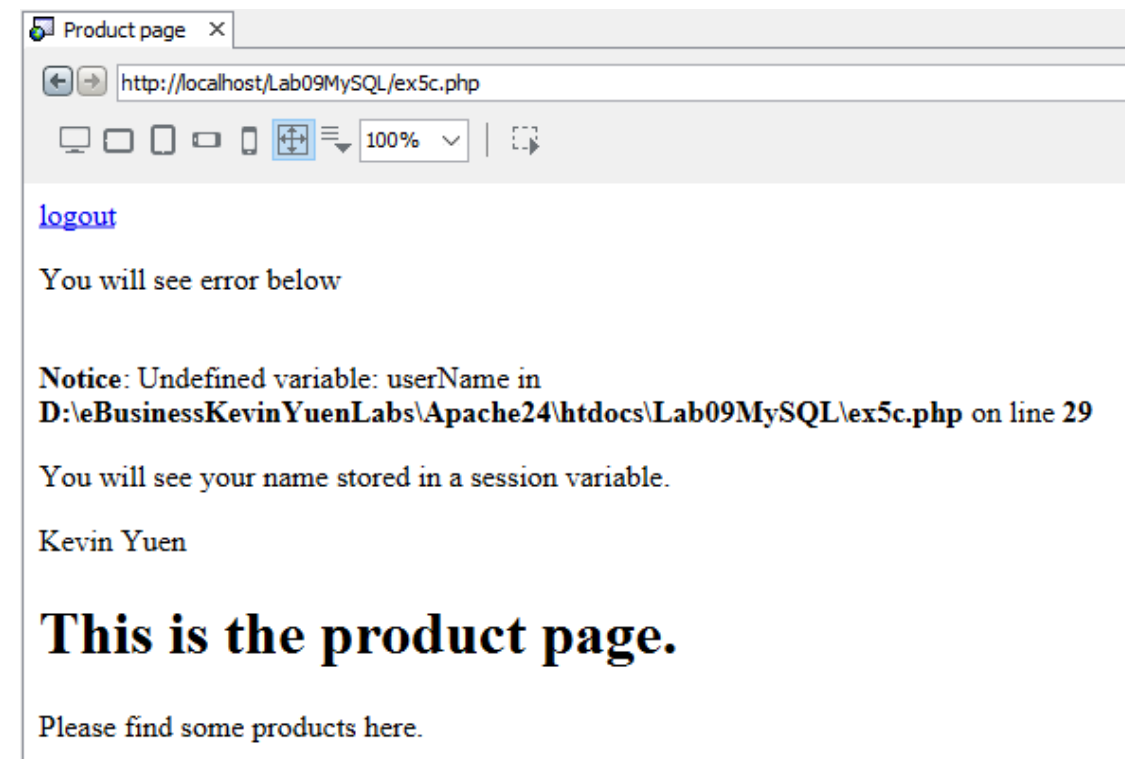 Product page
http://localhost/Lab09MySQL/ex5c.php
100%
logout
You will see error below
Notice: Undefined variable: userName in
D:\eBusinessKevinYuenLabs\Apache24\htdocs\Lab09MySQL\ex5c.php on line 29
You will see your name stored in a session variable.
Kevin Yuen
This is the product page.
Please find some products here.